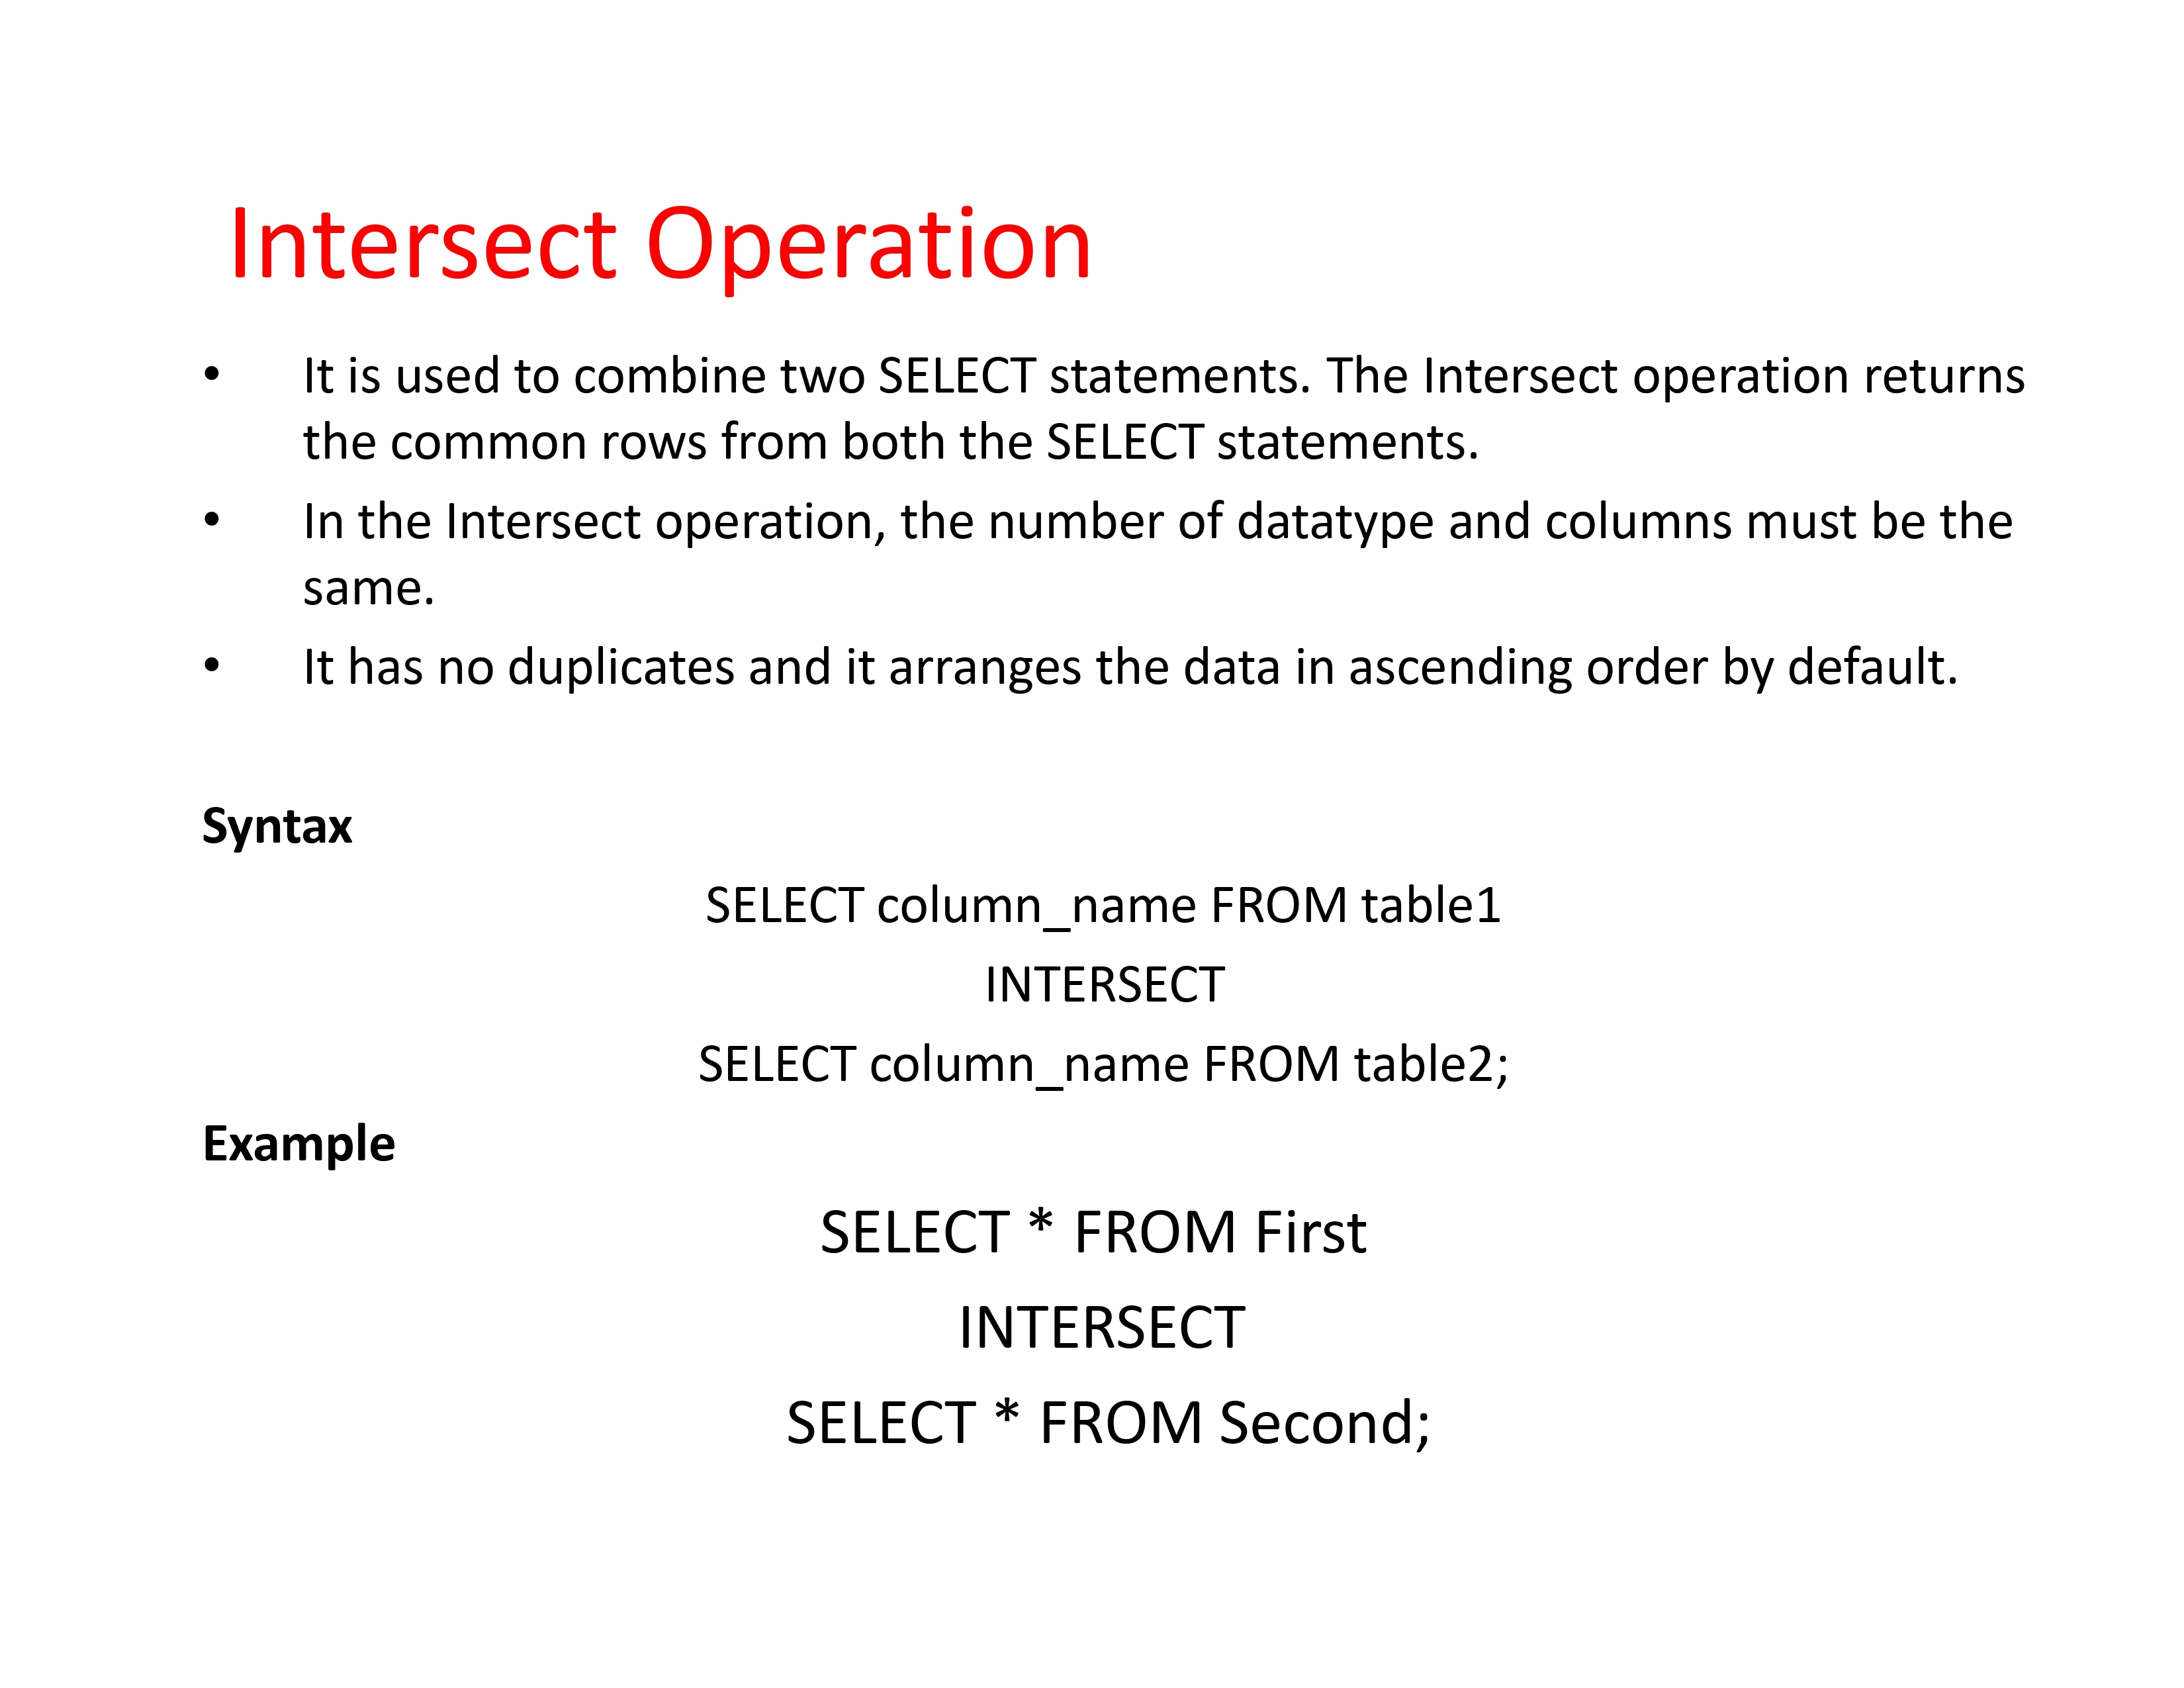 Intersect Operation
• It is used to combine two SELECT statements. The Intersect operation returns
the common rows from both the SELECT statements.
• In the Intersect operation, the number of datatype and columns must be the
same.
• It has no duplicates and it arranges the data in ascending order by default.
Syntax
SELECT column_name FROM table1
INTERSECT
SELECT column_name FROM table2;
Example
SELECT * FROM First
INTERSECT
SELECT * FROM Second;